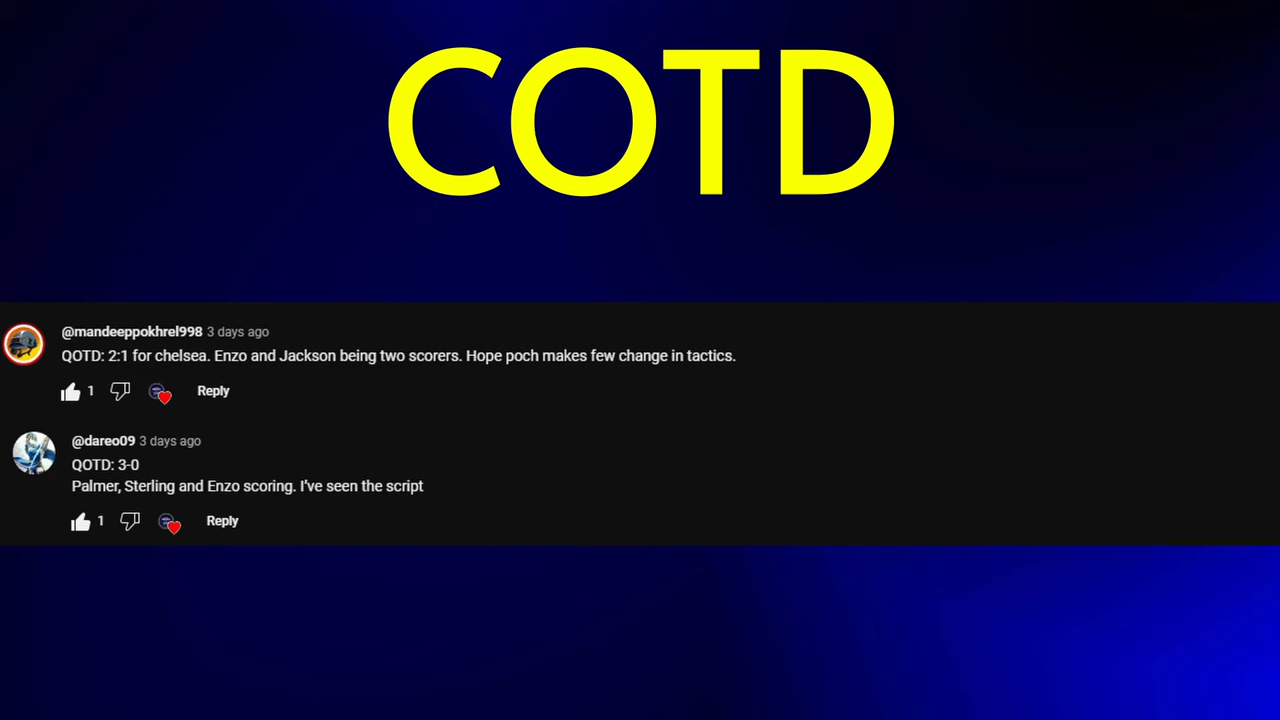 COTD
@mandeeppokhrel998 3 days ago
QOTD: 2:1 for chelsea. Enzo and Jackson being two scorers. Hope poch makes few change in tactics.
1 Reply
@dareo09 3 days ago
QOTD: 3-0
Palmer, Sterling and Enzo scoring. I've seen the script
1 Reply